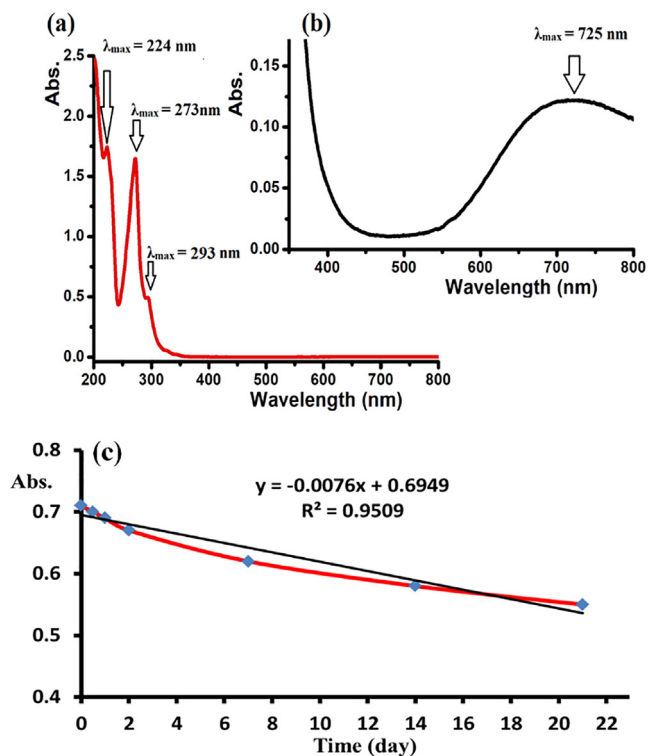 (a)
λmax = 224 nm
λmax = 273nm
λmax = 293 nm
Abs.
2.5
2.0
1.5
1.0
0.5
0.0
200 300 400 500 600 700 800
Wavelength (nm)
(b)
λmax = 725 nm
Abs.
0.15
0.10
0.05
0.00
400 500 600 700 800
Wavelength (nm)
(c)
Abs.
y = -0.0076x + 0.6949
R² = 0.9509
0.8
0.7
0.6
0.5
0.4
0 2 4 6 8 10 12 14 16 18 20 22
Time (day)